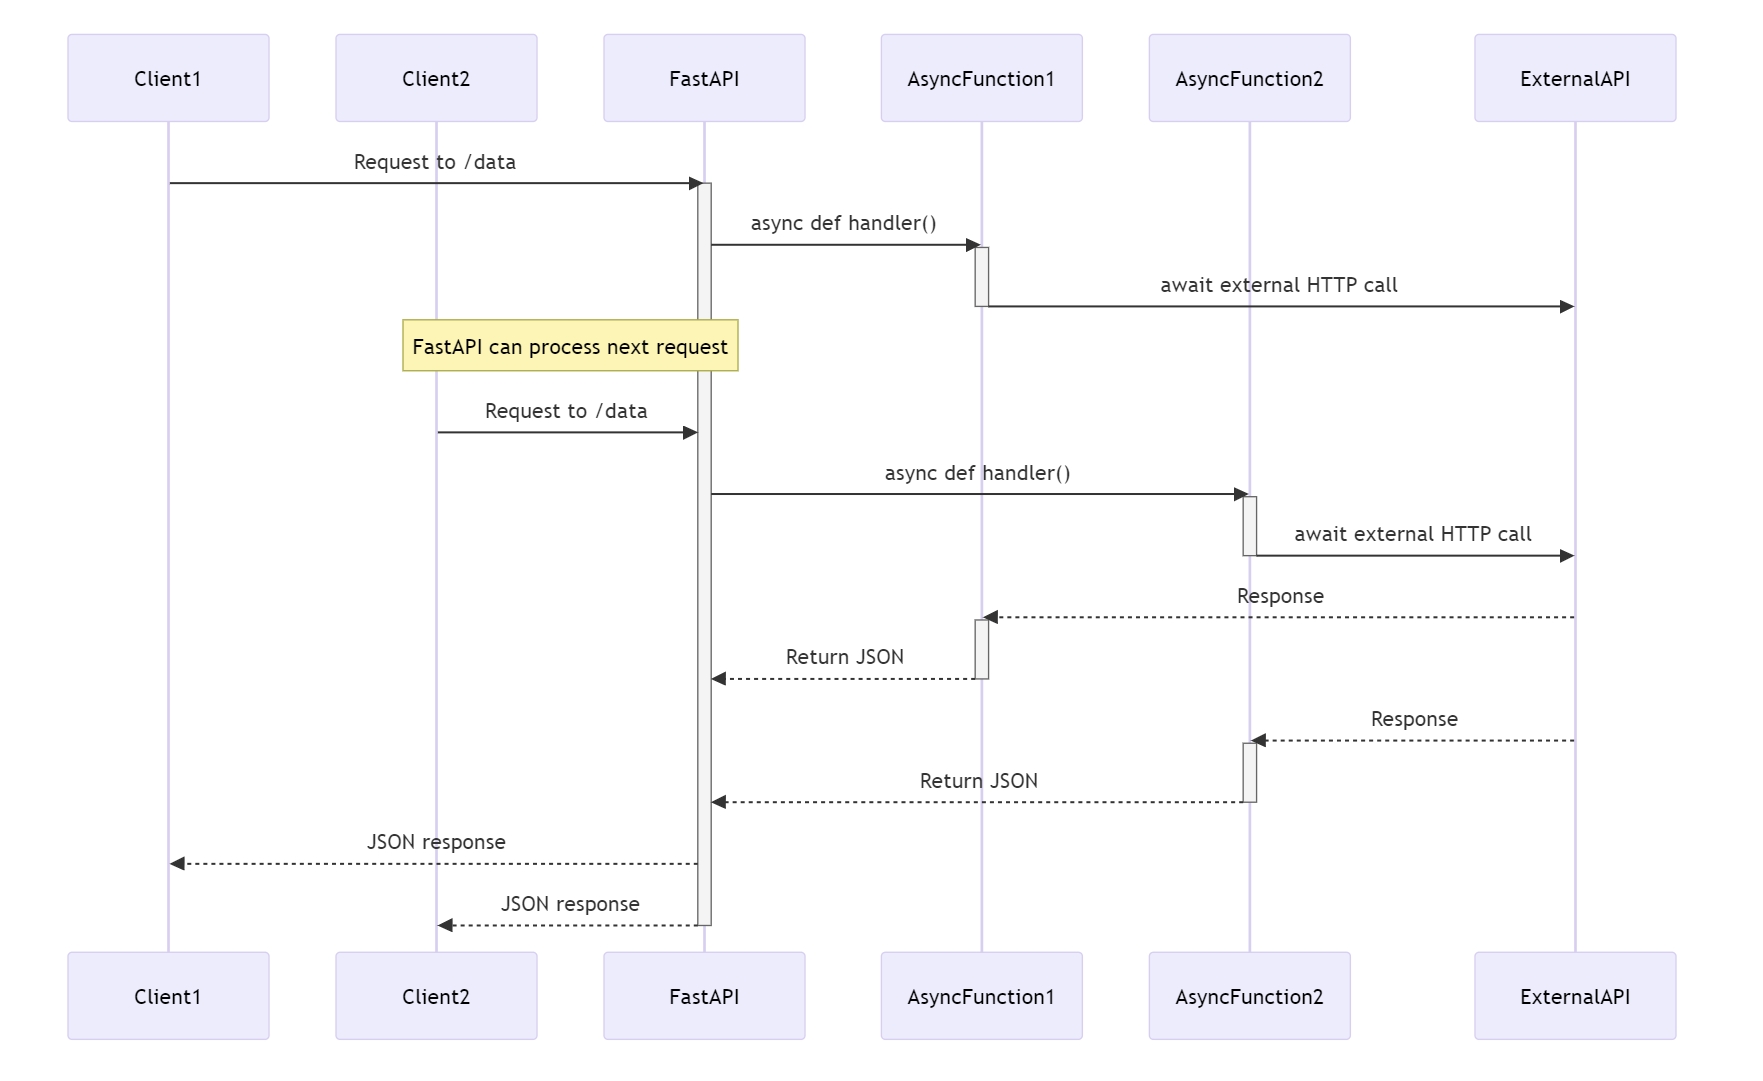 Client1
Client2
FastAPI
AsyncFunction1
AsyncFunction2
ExternalAPI
Request to /data
async def handler()
await external HTTP call
FastAPI can process next request
Request to /data
async def handler()
await external HTTP call
Response
Return JSON
Response
Return JSON
JSON response
JSON response
Client1
Client2
FastAPI
AsyncFunction1
AsyncFunction2
ExternalAPI